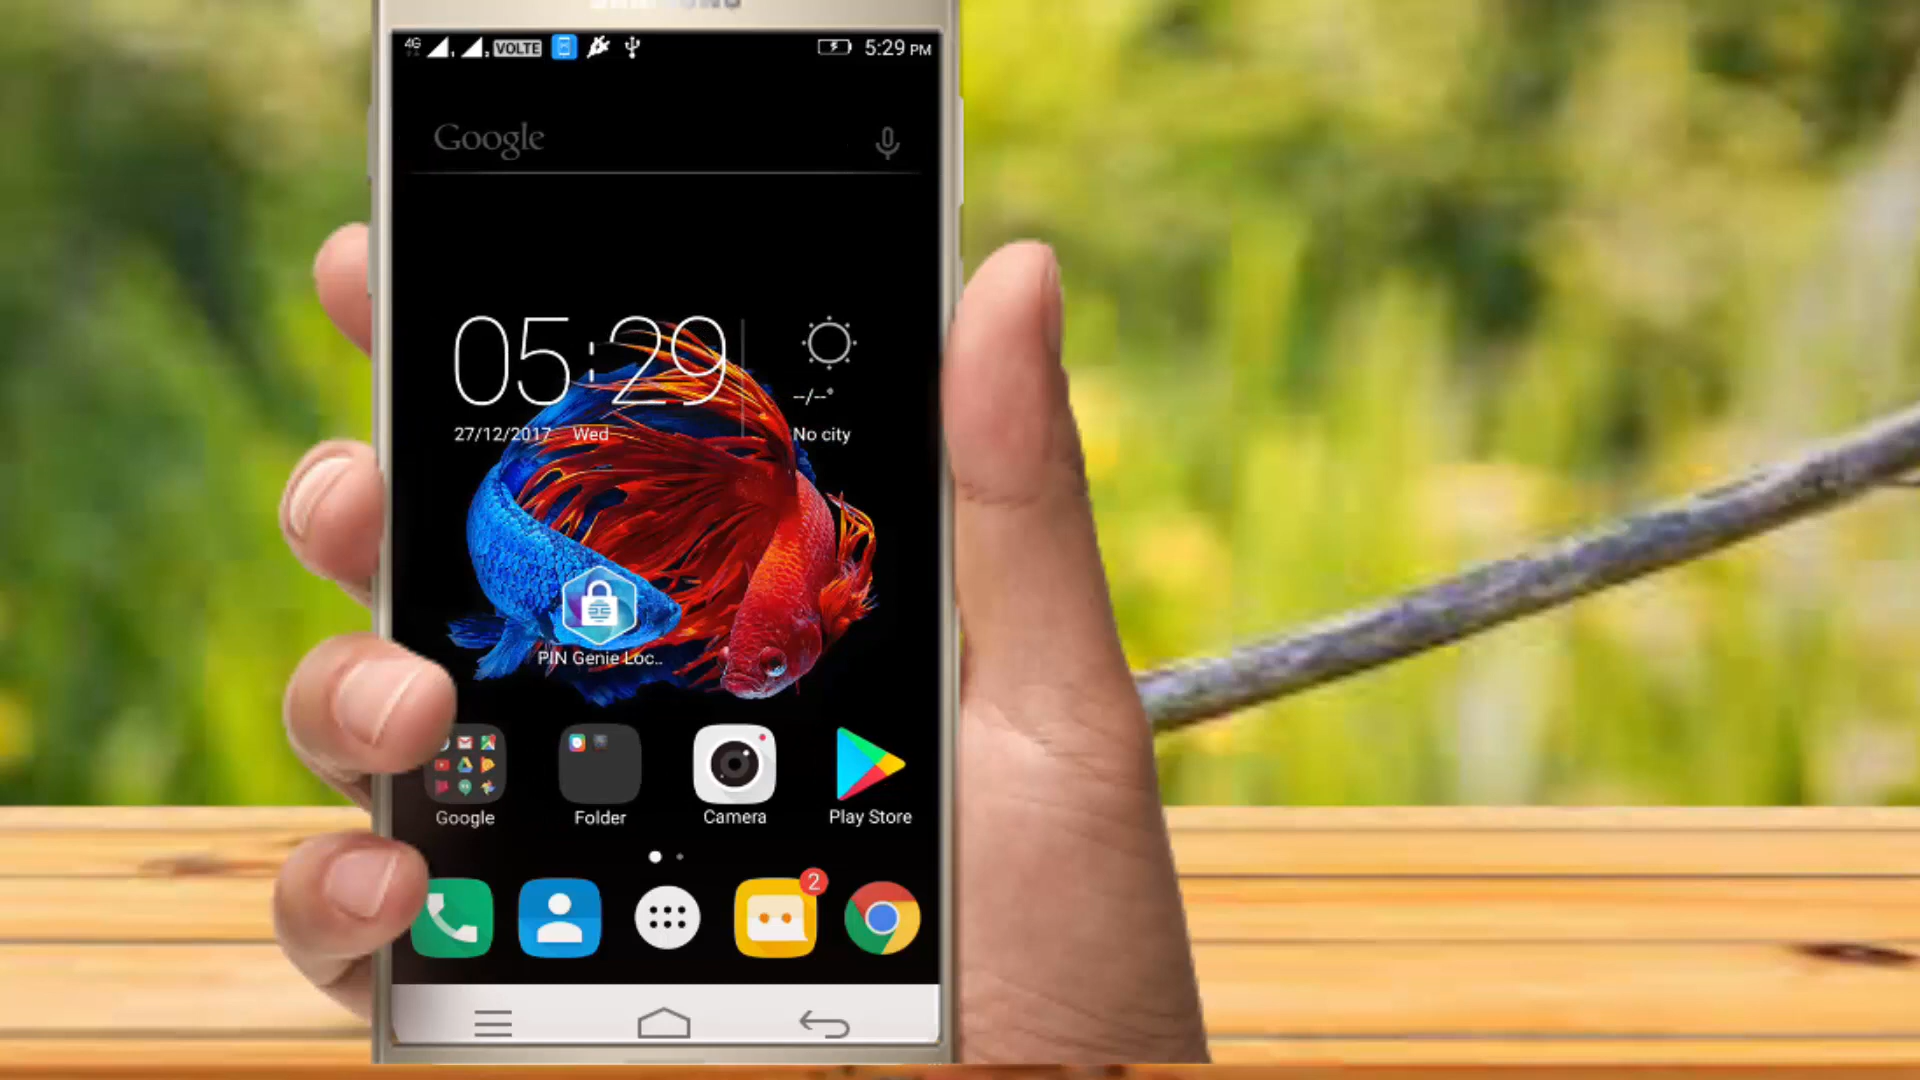 4G VOLTE 5:29 PM
Google
05:29
27/12/2017 Wed
--/--°
No city
PIN Genie Loc..
Google Folder Camera Play Store
2